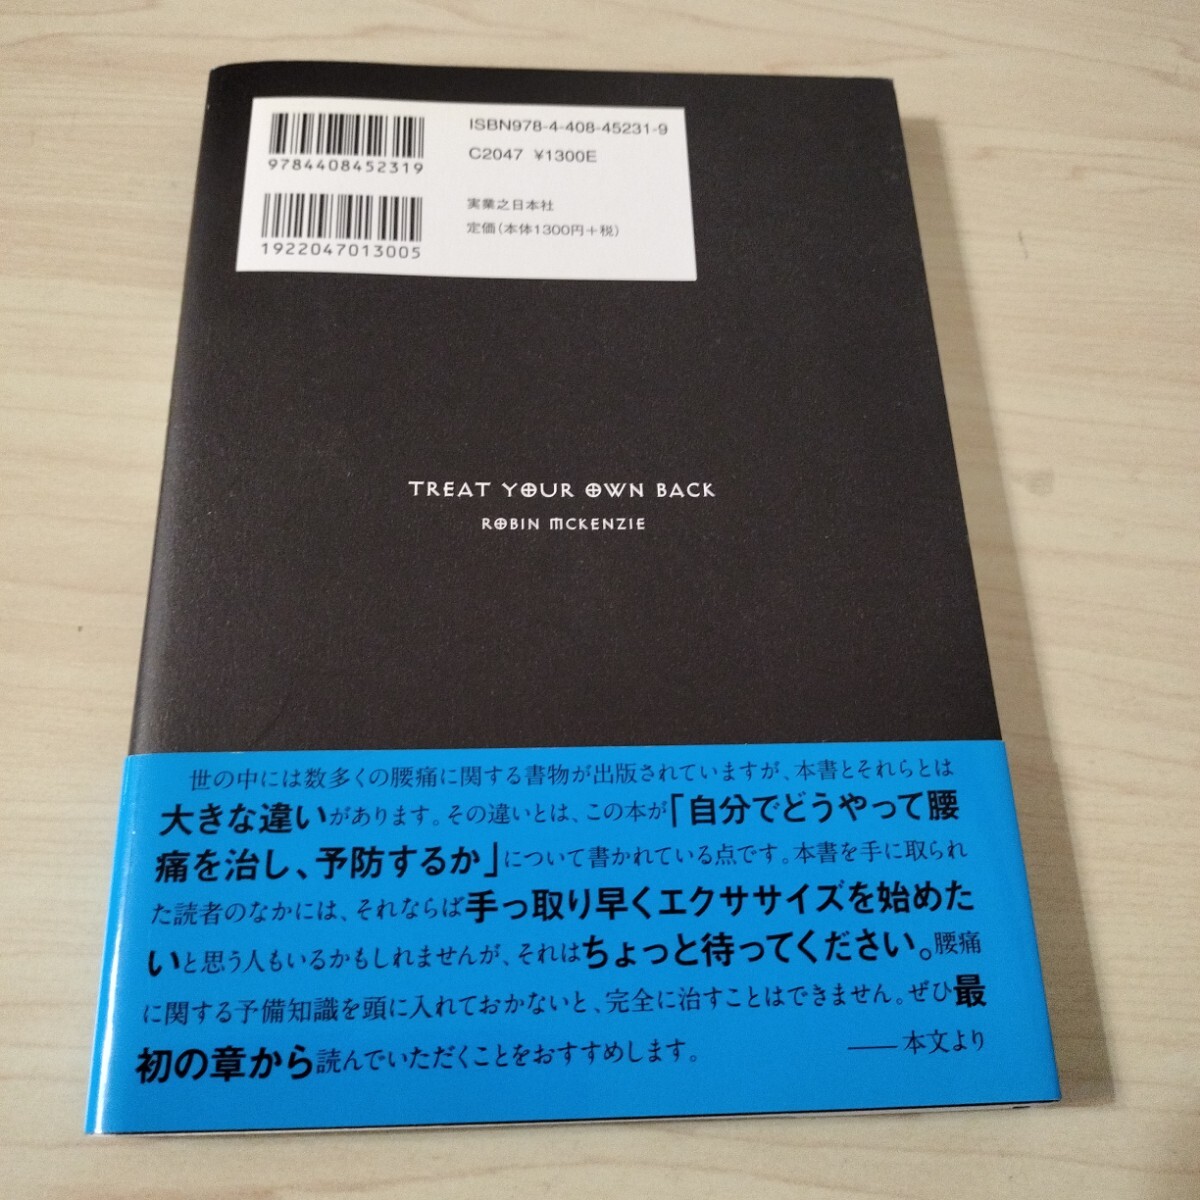 ISBN978-4-408-45231-9
9784408452319
C2047 ¥1300E
1922047013005
実業之日本社
定価(本体1300円+税)
TREAT YOUR OWN BACK
ROBIN MCKENZIE
世の中には数多くの腰痛に関する書物が出版されていますが、本書とそれらとは
大きな違いがあります。その違いとは、この本が「自分でどうやって腰
痛を治し、予防するか」について書かれている点です。本書を手に取られ
た読者のなかには、それならば手っ取り早くエクササイズを始めた
いと思う人もいるかもしれませんが、それはちょっと待ってください。腰痛
に関する予備知識を頭に入れておかないと、完全に治すことはできません。ぜひ最
初の章から読んでいただくことをおすすめします。 ――本文より